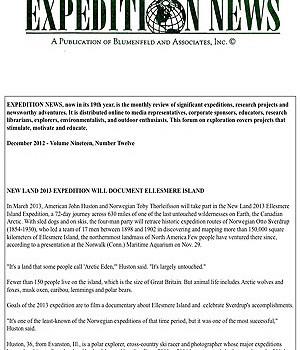 EXPEDITION NEWS
A PUBLICATION OF BLUMENFELD AND ASSOCIATES, INC. ©
EXPEDITION NEWS, now in its 19th year, is the monthly review of significant expeditions, research projects and
newsworthy adventures. It is distributed online to media representatives, corporate sponsors, educators, research
librarians, explorers, environmentalists, and outdoor enthusiasts. This forum on exploration covers projects that
stimulate, motivate and educate.
December 2012 - Volume Nineteen, Number Twelve
NEW LAND 2013 EXPEDITION WILL DOCUMENT ELLESMERE ISLAND
In March 2013, American John Huston and Norwegian Toby Thorleifsson will take part in the New Land 2013 Ellesmere
Island Expedition, a 72-day journey across 630 miles of one of the last untouched wildernesses on Earth, the Canadian
Arctic. With sled dogs and on skis, the four-man party will retrace historic expedition routes of Norwegian Otto Sverdrup
(1854-1930), who led a team of 17 men between 1898 and 1902 in discovering and mapping more than 150,000 square
kilometers of Ellesmere Island, the northernmost landmass of North America Few people have ventured there since,
according to a presentation at the Norwalk (Conn.) Maritime Aquarium on Nov. 29.
"It's a land that some people call 'Arctic Eden,'" Huston said. "It's largely untouched."
Fewer than 150 people live on the island, which is the size of Great Britain. But animal life includes Arctic wolves and
foxes, musk oxen, caribou, lemmings and polar bears.
Goals of the 2013 expedition are to film a documentary about Ellesmere Island and celebrate Sverdrup's accomplishments.
"It's one of the least-known of the Norwegian expeditions of that time period, but it was one of the most successful,"
Huston said.
Huston, 36, from Evanston, Ill., is a polar explorer, cross-country ski racer and photographer whose major expeditions